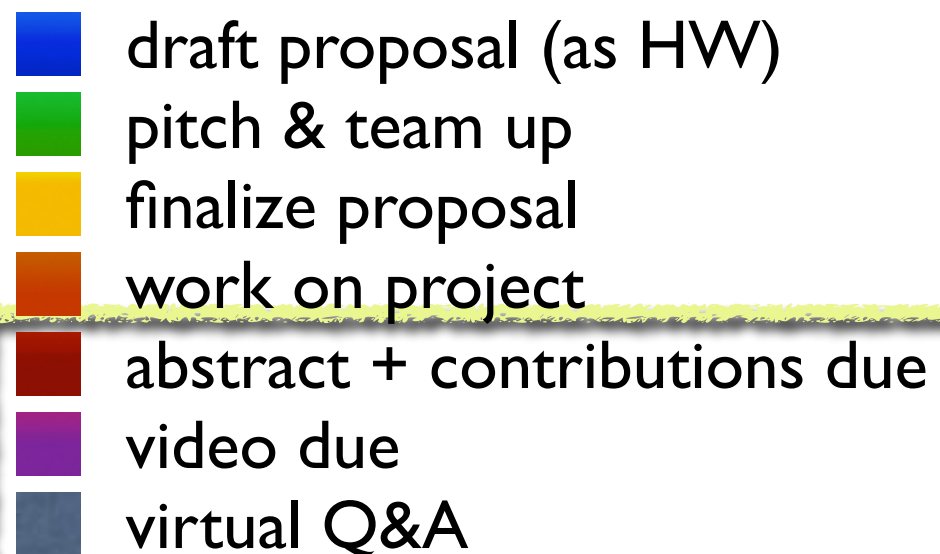 draft proposal (as HW)
pitch & team up
finalize proposal
work on project
abstract + contributions due
video due
virtual Q&A